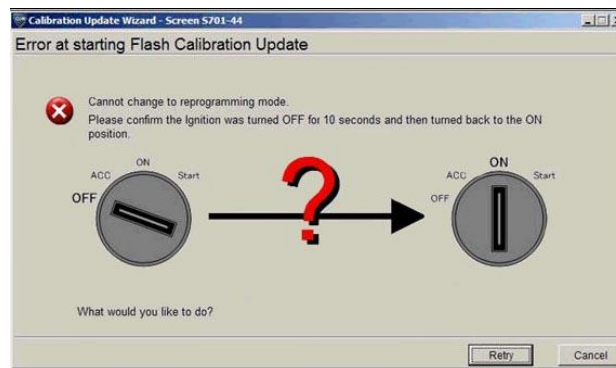 Calibration Update Wizard - Screen S701-44
Error at starting Flash Calibration Update
Cannot change to reprogramming mode.
Please confirm the Ignition was turned OFF for 10 seconds and then turned back to the ON
position.
ON
ACC
Start
OFF
?
ON
ACC
Start
OFF
What would you like to do?
Retry
Cancel